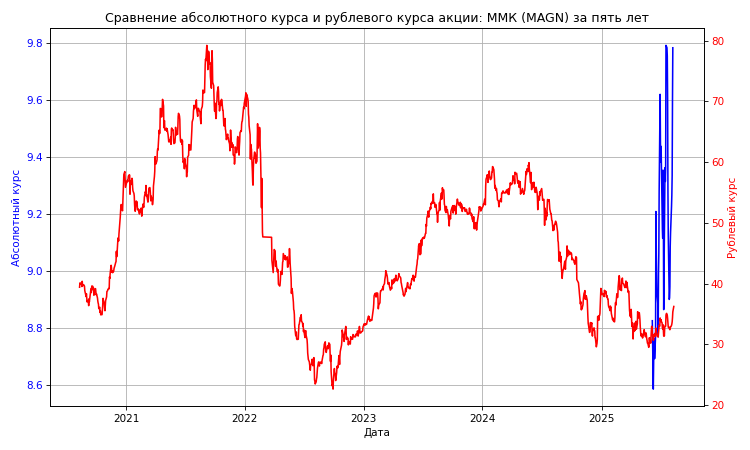 Сравнение абсолютного курса и рублевого курса акции: ММК (MAGN) за пять лет
9.8
9.6
9.4
9.2
9.0
8.8
8.6
Абсолютный курс
80
70
60
50
40
30
20
Рублевый курс
2021 2022 2023 2024 2025
Дата